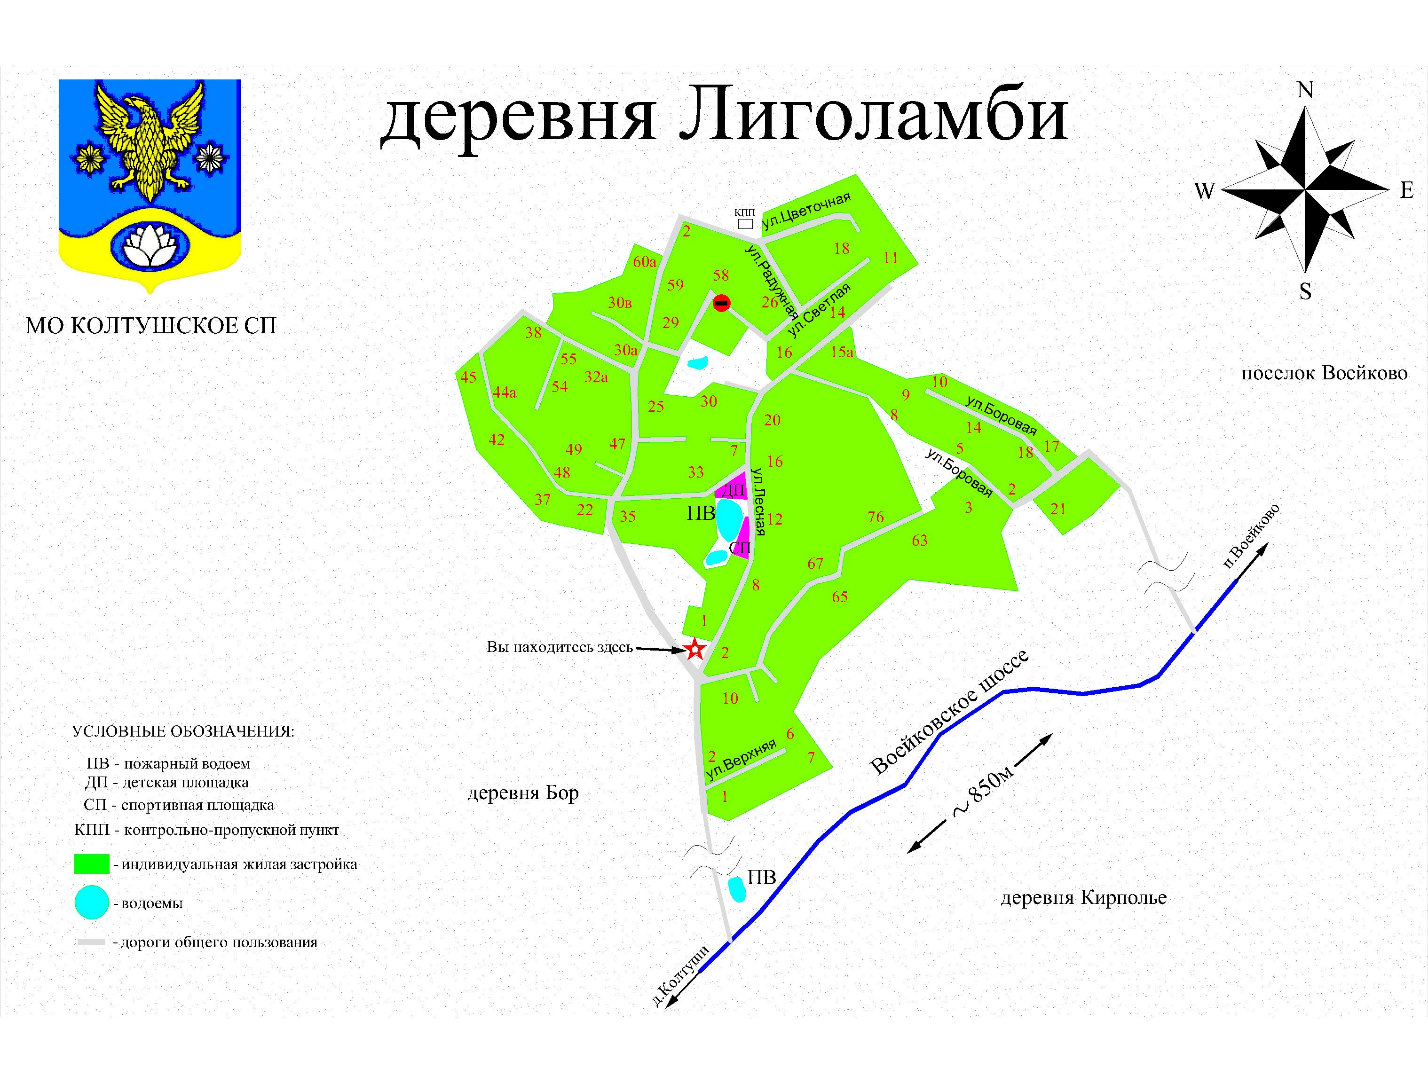 деревня Лиголамби
N
W
E
S
МО КОЛТУШСКОЕ СП
КПП
ул.Цветочная
2
18
11
60а
59
58
ул.Радужная
26
ул.Светлая
14
30в
29
38
30а
16
15а
55
32а
54
45
44а
25
30
20
10
9
8
ул.Боровая
14
17
18
5
ул.Боровая
2
3
21
42
49
47
7
16
48
33
ДП
ул.Лесная
37
22
35
ПВ
12
СП
76
63
67
65
8
1
Вы находитесь здесь
2
10
6
7
2
ул.Верхняя
1
поселок Восйково
п.Восйково
Восйковское шоссе
~ 850м
деревня Бор
деревня Кирполье
ПВ
д.Колтуши
УСЛОВНЫЕ ОБОЗНАЧЕНИЯ:
ПВ - пожарный водоем
ДП - детская площадка
СП - спортивная площадка
КПП - контрольно-пропускной пункт
- индивидуальная жилая застройка
- водоемы
- дороги общего пользования